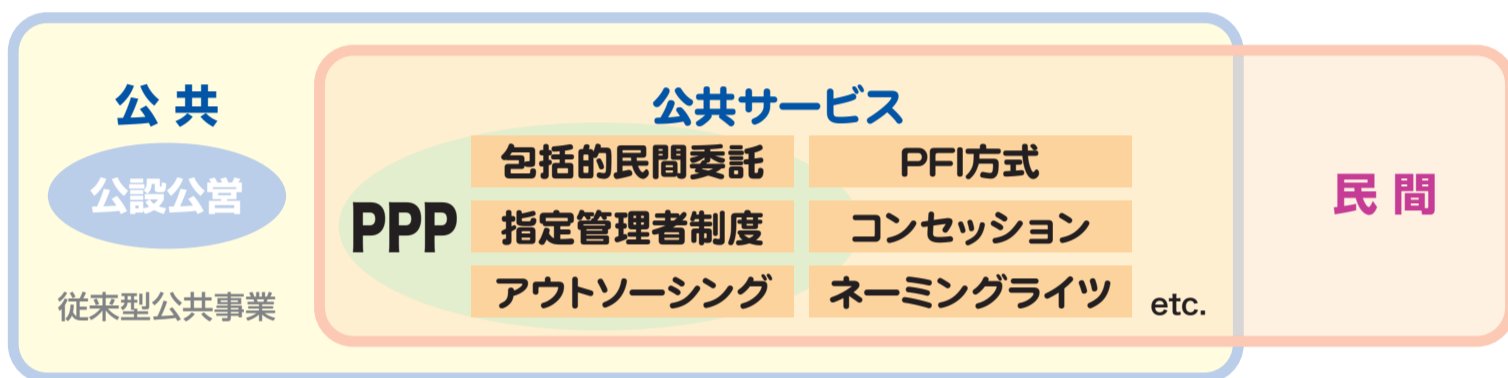 公共
公設公営
従来型公共事業
公共サービス
PPP
包括的民間委託
PFI方式
指定管理者制度
コンセッション
アウトソーシング
ネーミングライツ
etc.
民間